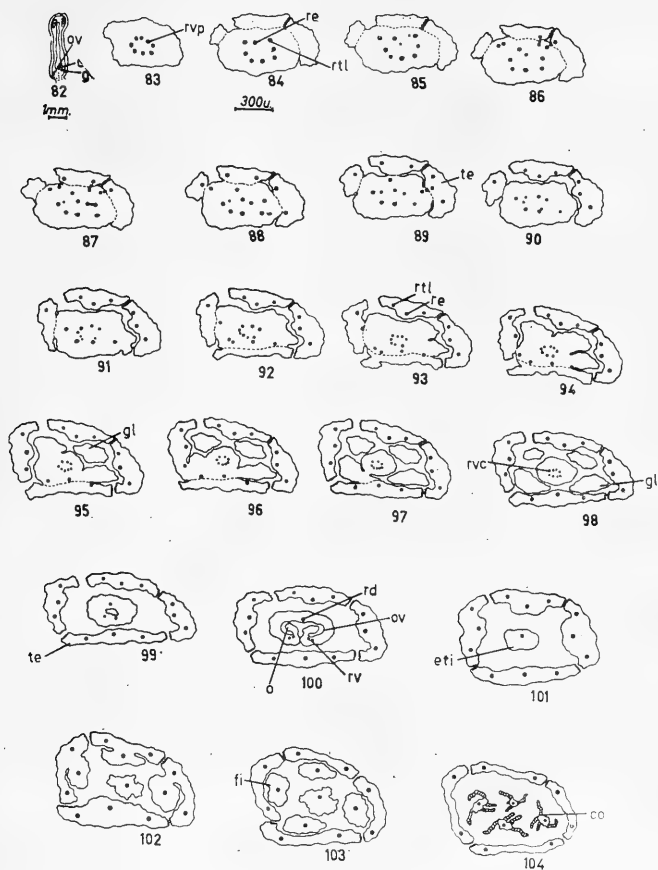 rvp
re
rtl
ov
g
82
1mm.
83
84
300u.
85
86
te
87
88
89
90
rtl
re
91
92
93
94
gl
rvc
gl
95
96
97
98
rd
ov
te
99
o
100
rv
eti
101
fi
co
102
103
104